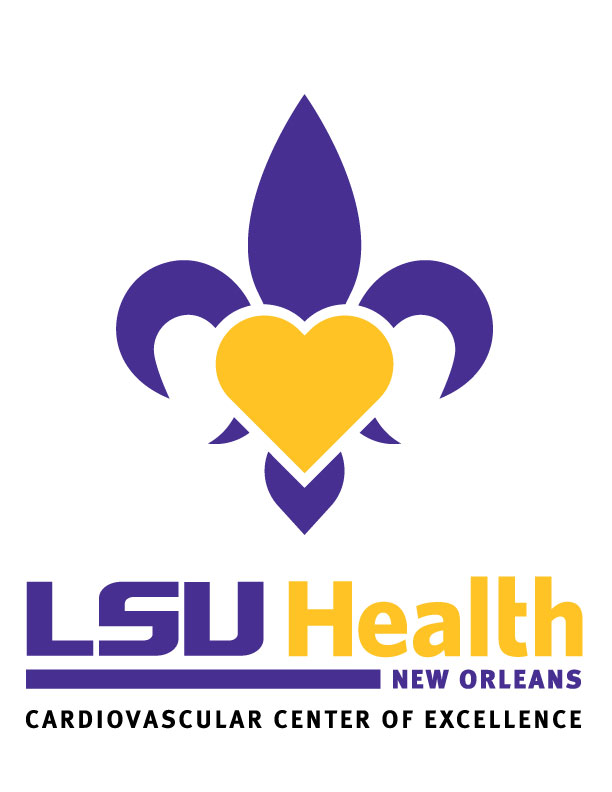 LSU Health
NEW ORLEANS
CARDIOVASCULAR CENTER OF EXCELLENCE